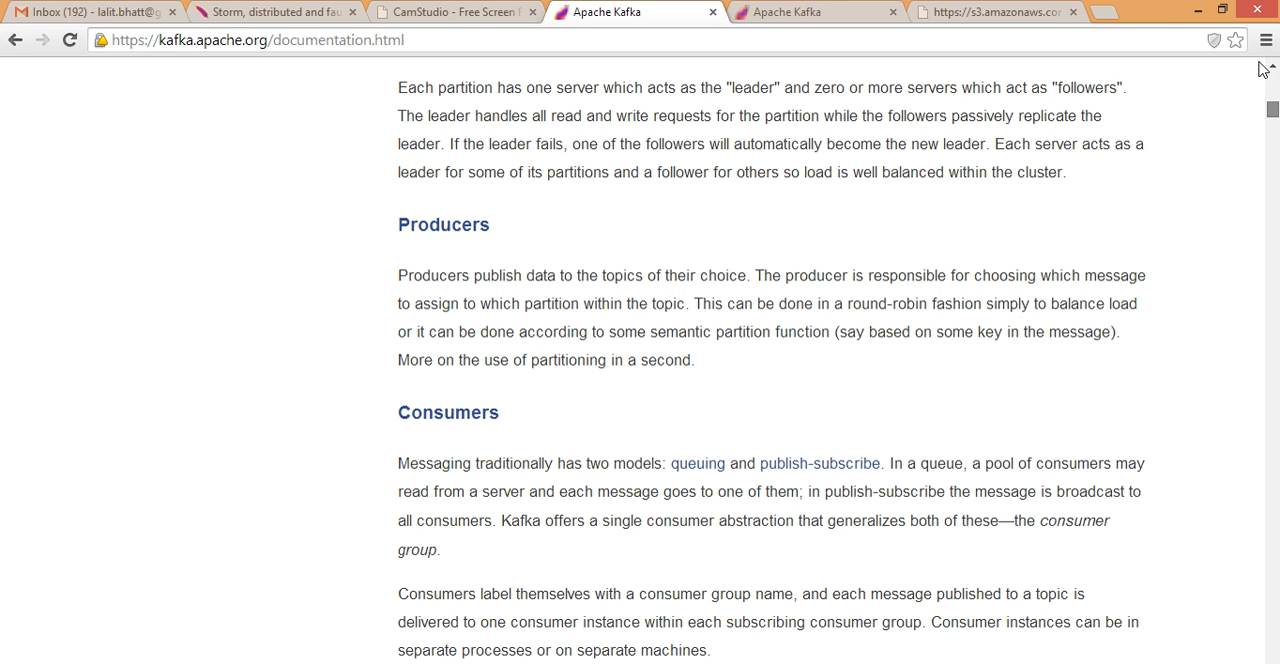 Inbox (192) - lalit.bhatt@g
Storm, distributed and fau
CamStudio - Free Screen
Apache Kafka
Apache Kafka
https://s3.amazonaws.cor
https://kafka.apache.org/documentation.html
Each partition has one server which acts as the "leader" and zero or more servers which act as "followers".
The leader handles all read and write requests for the partition while the followers passively replicate the
leader. If the leader fails, one of the followers will automatically become the new leader. Each server acts as a
leader for some of its partitions and a follower for others so load is well balanced within the cluster.
Producers
Producers publish data to the topics of their choice. The producer is responsible for choosing which message
to assign to which partition within the topic. This can be done in a round-robin fashion simply to balance load
or it can be done according to some semantic partition function (say based on some key in the message).
More on the use of partitioning in a second.
Consumers
Messaging traditionally has two models: queuing and publish-subscribe. In a queue, a pool of consumers may
read from a server and each message goes to one of them; in publish-subscribe the message is broadcast to
all consumers. Kafka offers a single consumer abstraction that generalizes both of these—the consumer
group.
Consumers label themselves with a consumer group name, and each message published to a topic is
delivered to one consumer instance within each subscribing consumer group. Consumer instances can be in
separate processes or on separate machines.